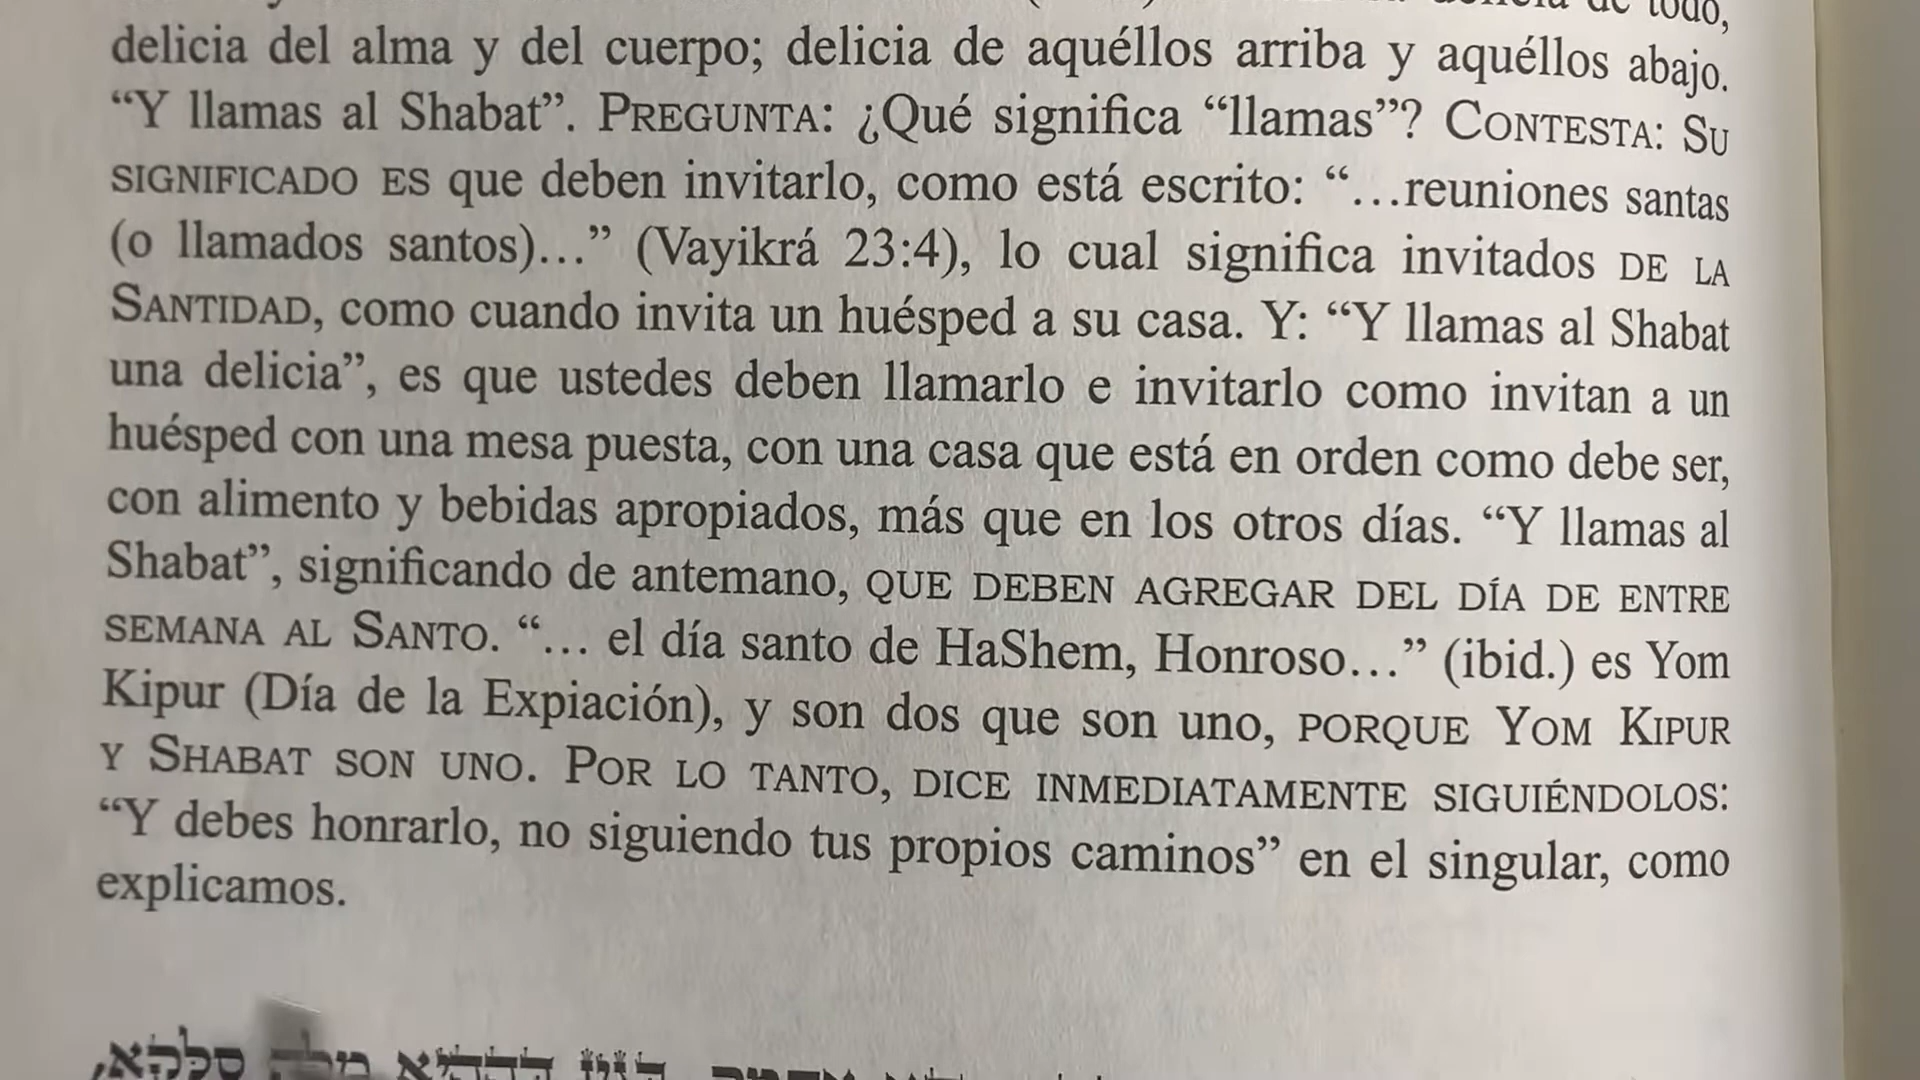 de todo,
delicia del alma y del cuerpo; delicia de aquéllos arriba y aquéllos abajo.
“Y llamas al Shabat”. PREGUNTA: ¿Qué significa “llamas”? CONTESTA: SU
SIGNIFICADO ES que deben invitarlo, como está escrito: “…reuniones santas
(o llamados santos)…” (Vayikrá 23:4), lo cual significa invitados DE LA
SANTIDAD, como cuando invita un huésped a su casa. Y: “Y llamas al Shabat
una delicia”, es que ustedes deben llamarlo e invitarlo como invitan a un
huésped con una mesa puesta, con una casa que está en orden como debe ser,
con alimento y bebidas apropiados, más que en los otros días. “Y llamas al
Shabat”, significando de antemano, QUE DEBEN AGREGAR DEL DÍA DE ENTRE
SEMANA AL SANTO. “… el día santo de HaShem, Honroso…” (ibid.) es Yom
Kipur (Día de la Expiación), y son dos que son uno, PORQUE YOM KIPUR
Y SHABAT SON UNO. POR LO TANTO, DICE INMEDIATAMENTE SIGUIÉNDOLOS:
“Y debes honrarlo, no siguiendo tus propios caminos” en el singular, como
explicamos.